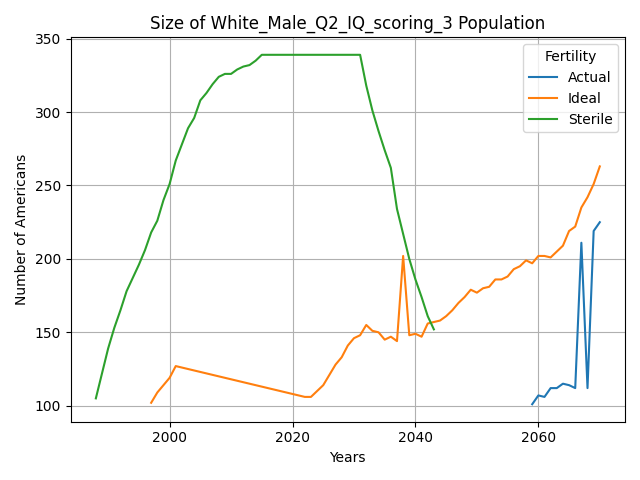 Size of White_Male_Q2_IQ_scoring_3 Population
Number of Americans
350
300
250
200
150
100
2000
2020
2040
2060
Years
Fertility
Actual
Ideal
Sterile